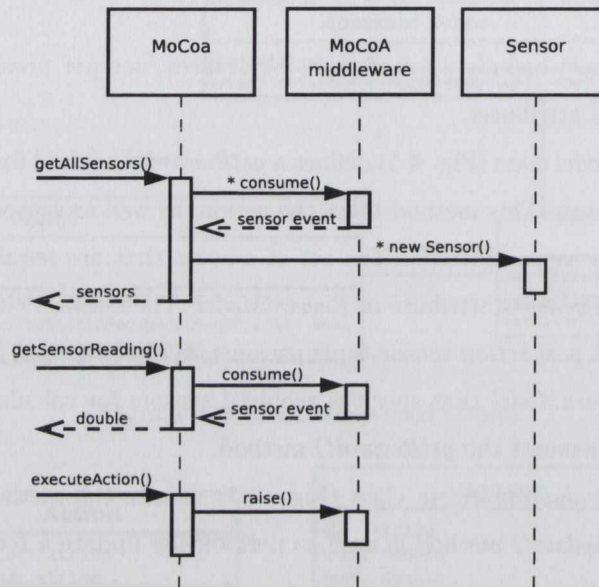 MoCoa
MoCoA
middleware
Sensor
getAllSensors()
* consume()
sensor event
* new Sensor()
sensors
getSensorReading()
consume()
sensor event
double
executeAction()
raise()